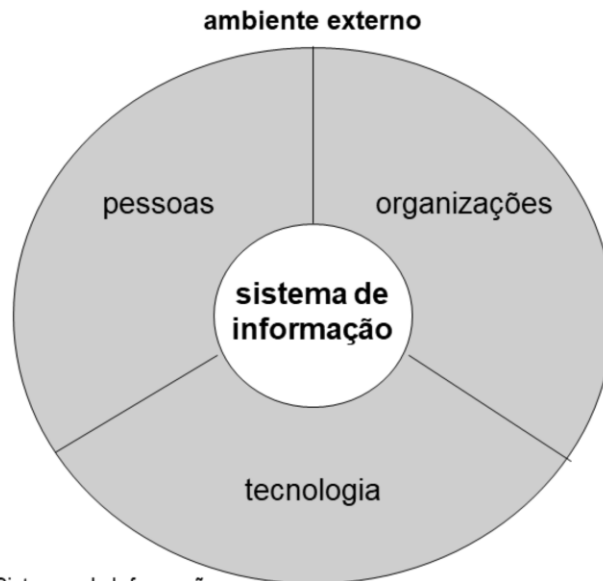 ambiente externo
pessoas
organizações
sistema de
informação
tecnologia